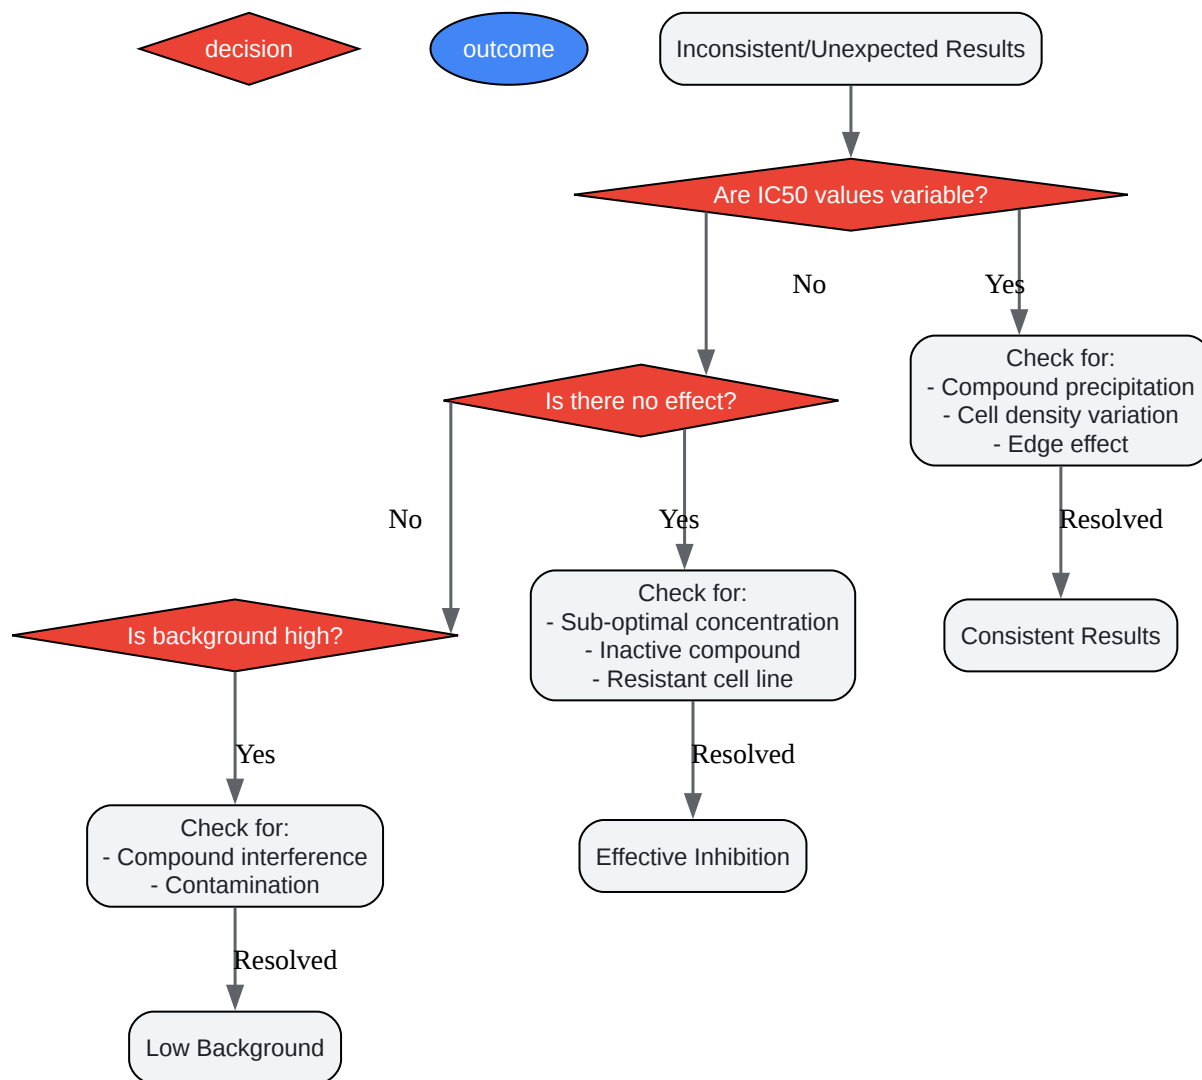 decision
outcome
Inconsistent/Unexpected Results
Are IC50 values variable?
No
Yes
Check for:
- Compound precipitation
- Cell density variation
- Edge effect
Is there no effect?
No
Yes
Resolved
Check for:
- Sub-optimal concentration
- Inactive compound
- Resistant cell line
Is background high?
Consistent Results
Yes
Resolved
Check for:
- Compound interference
- Contamination
Effective Inhibition
Resolved
Low Background